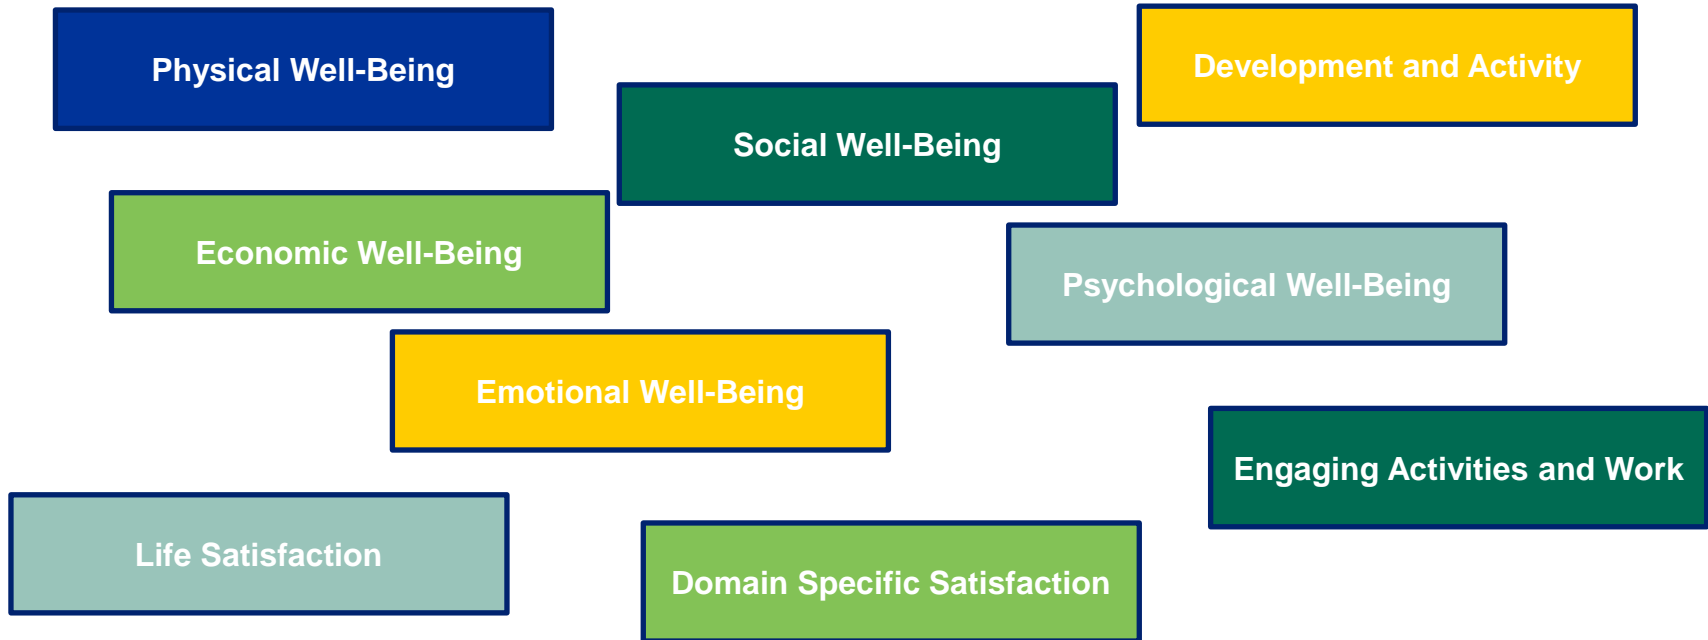 Physical Well-Being
Development and Activity
Social Well-Being
Economic Well-Being
Psychological Well-Being
Emotional Well-Being
Engaging Activities and Work
Life Satisfaction
Domain Specific Satisfaction